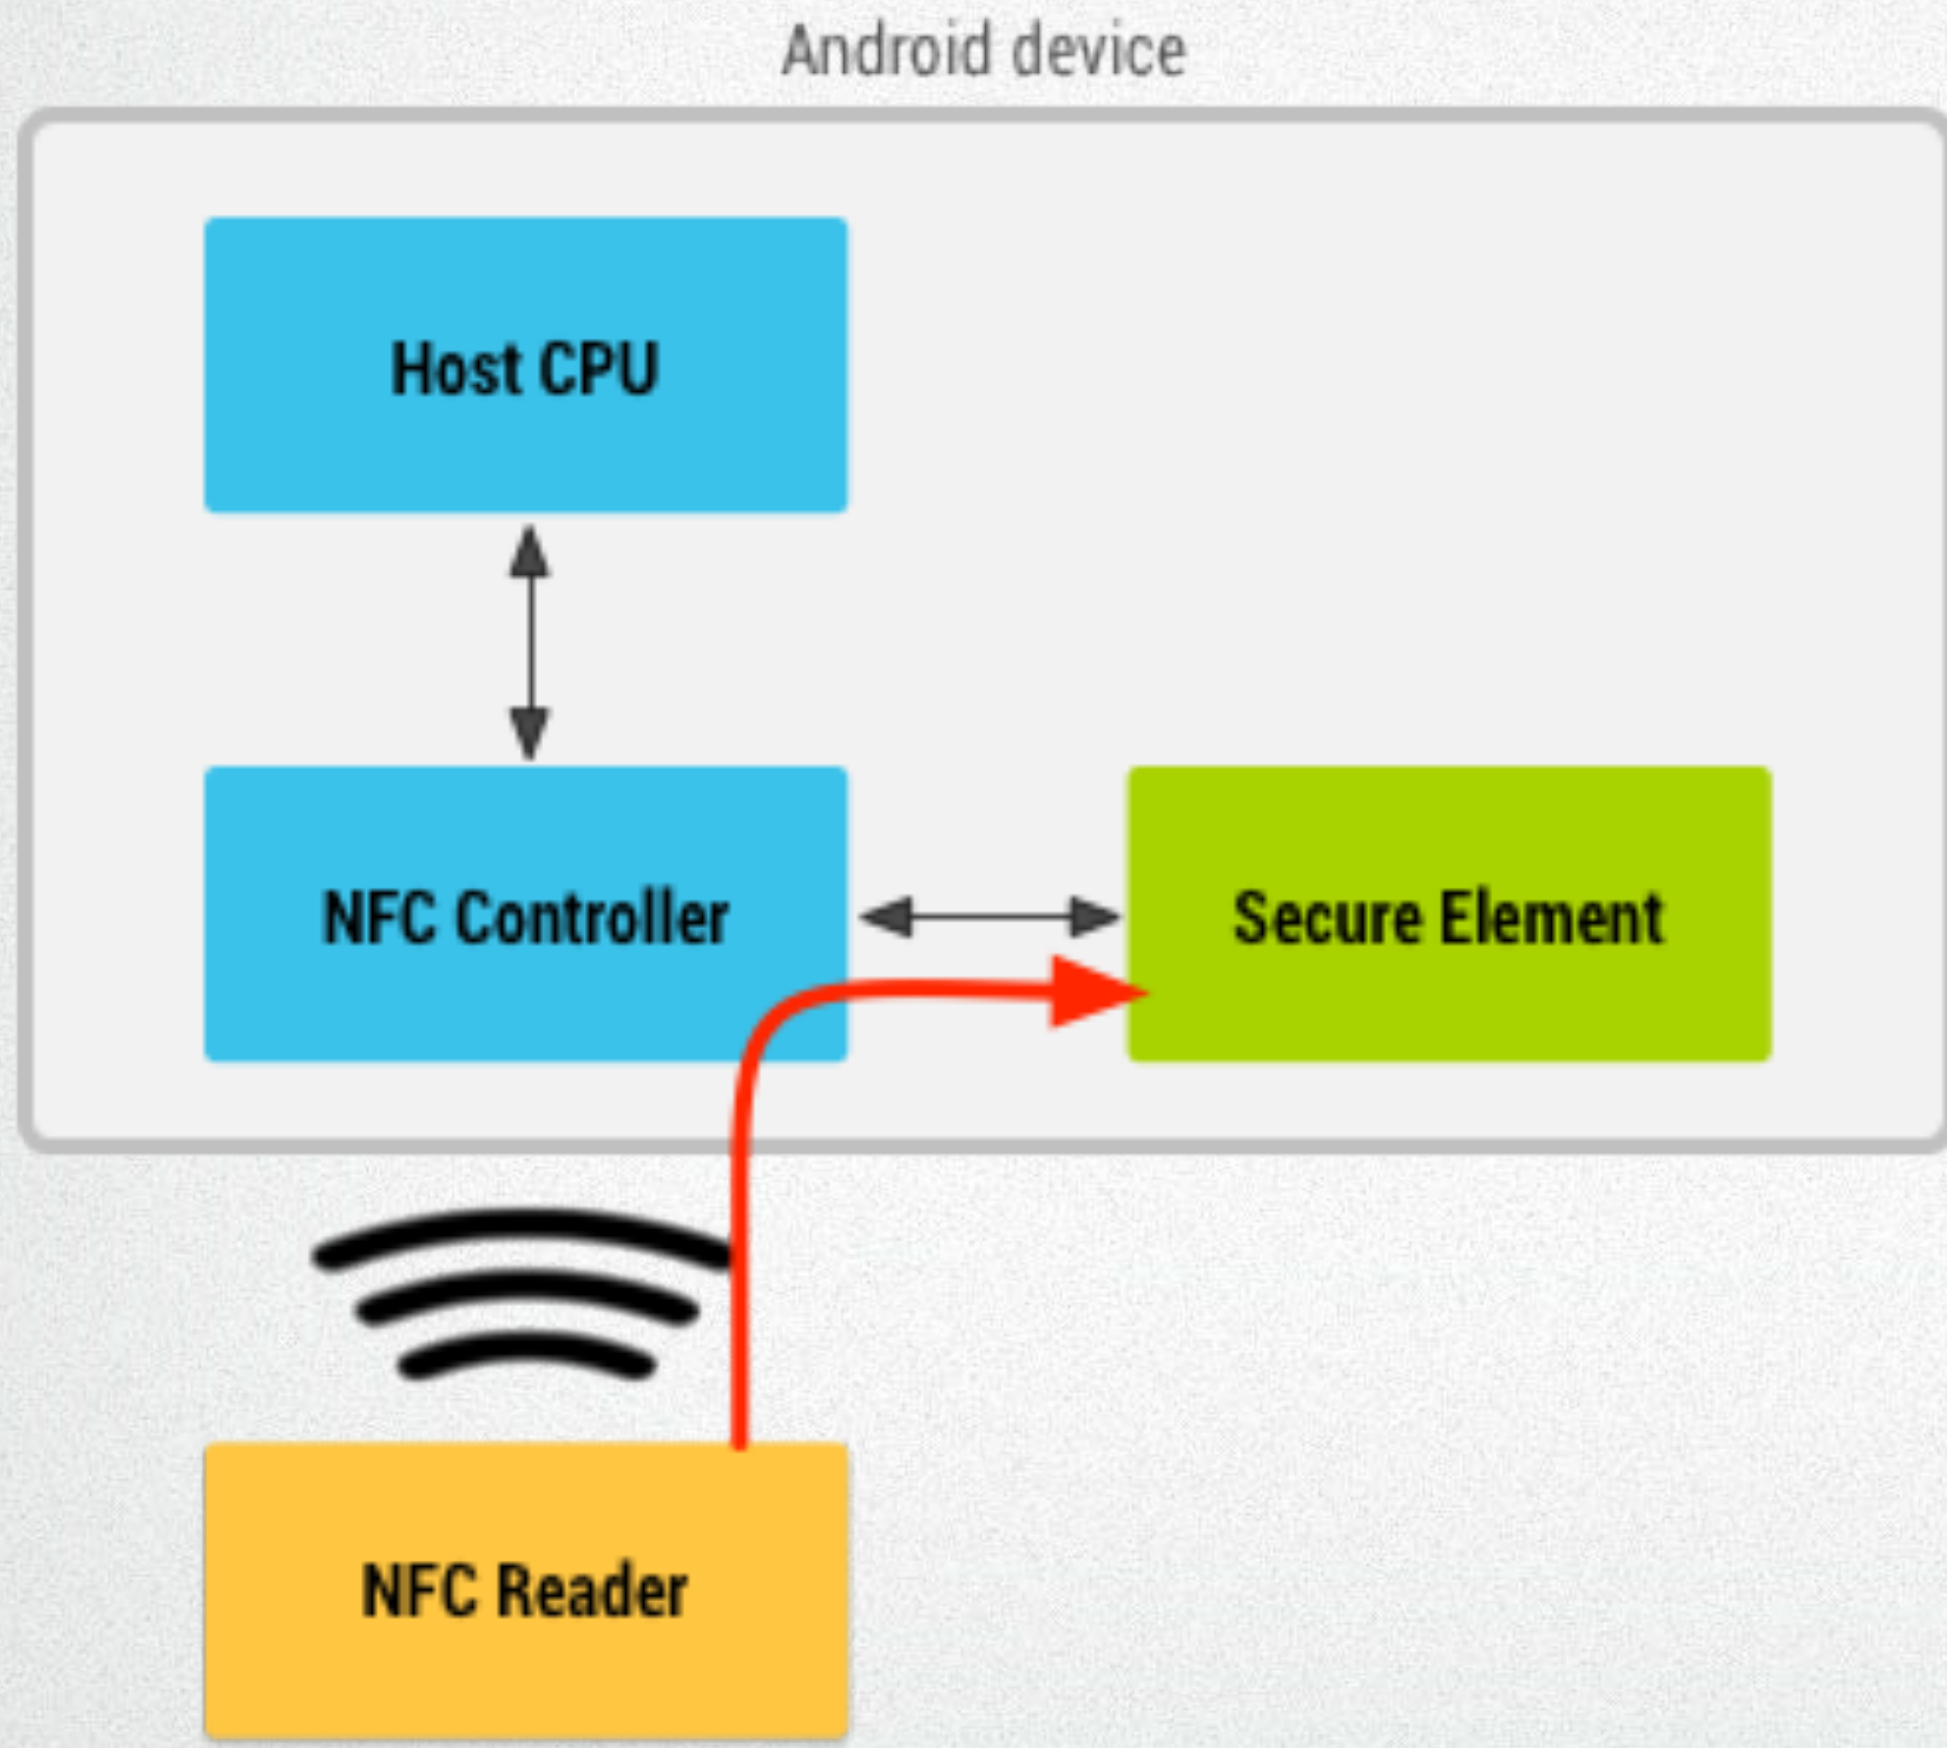 Android device
Host CPU
NFC Controller
Secure Element
NFC Reader